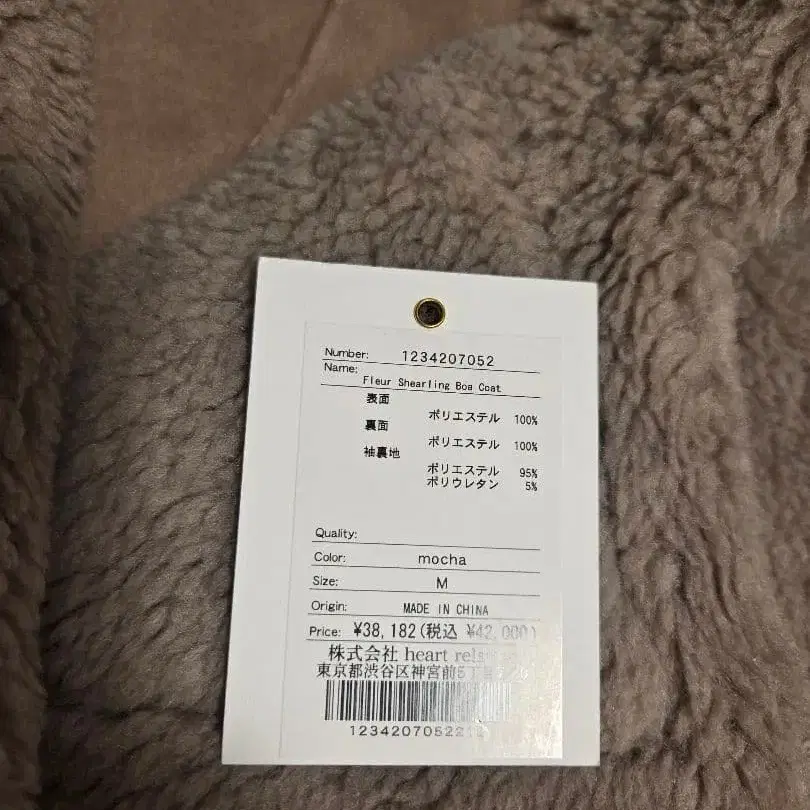 Number: 1234207052
Name:
Fleur Shearling Boa Coat
表面
ポリエステル 100%
裏面
ポリエステル 100%
袖裏地
ポリエステル 95%
ポリウレタン 5%
Quality:
Color: mocha
Size: M
Origin: MADE IN CHINA
Price: ¥38,182(税込 ¥42,000)
株式会社 heart
東京都渋谷区神宮前5丁